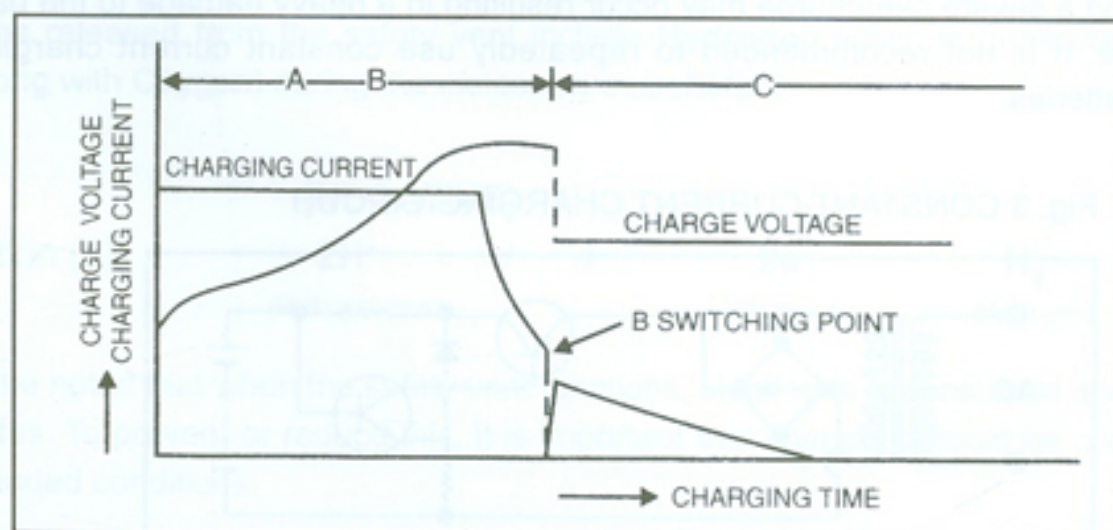 A B C
CHARGE VOLTAGE
CHARGING CURRENT
CHARGING CURRENT
CHARGE VOLTAGE
B SWITCHING POINT
CHARGING TIME